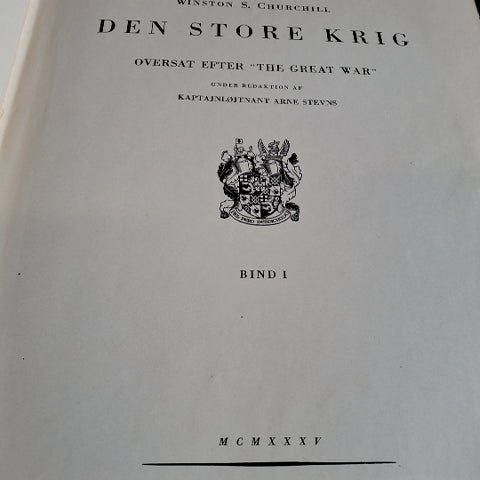 WINSTON S. CHURCHILL
DEN STORE KRIG
OVERSAT EFTER "THE GREAT WAR"
UNDER REDAKTION AF
KAPTAJNLØJTNANT ARNE STEVNS
BIND I
MCMXXXV